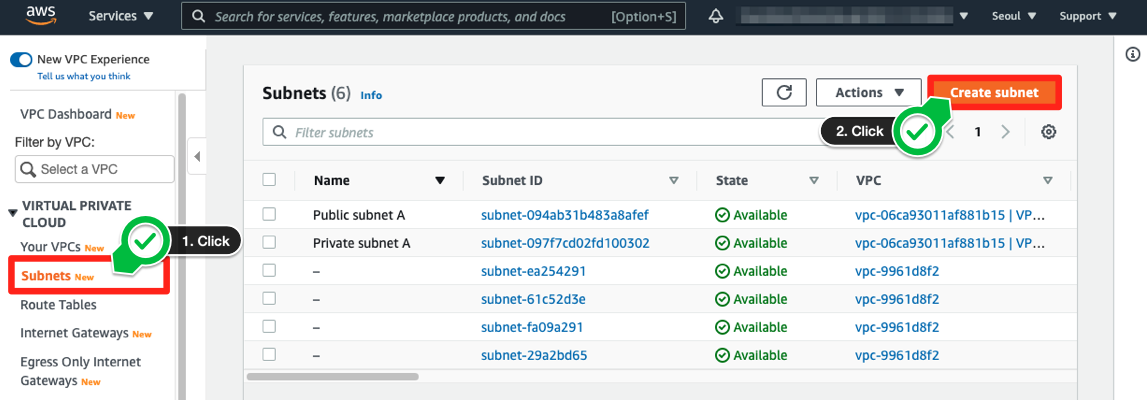 aws
Services
Search for services, features, marketplace products, and docs
[Option+S]
Seoul
Support
New VPC Experience
Tell us what you think
VPC Dashboard New
Filter by VPC:
Select a VPC
VIRTUAL PRIVATE
CLOUD
Your VPCs New
1. Click
Subnets New
Route Tables
Internet Gateways New
Egress Only Internet
Gateways New
Subnets (6) Info
Actions
Create subnet
Filter subnets
2. Click
1
Name Subnet ID State VPC
Public subnet A subnet-094ab31b483a8afef Available vpc-06ca93011af881b15 | VP...
Private subnet A subnet-097f7cd02fd100302 Available vpc-06ca93011af881b15 | VP...
– subnet-ea254291 Available vpc-9961d8f2
– subnet-61c52d3e Available vpc-9961d8f2
– subnet-fa09a291 Available vpc-9961d8f2
– subnet-29a2bd65 Available vpc-9961d8f2